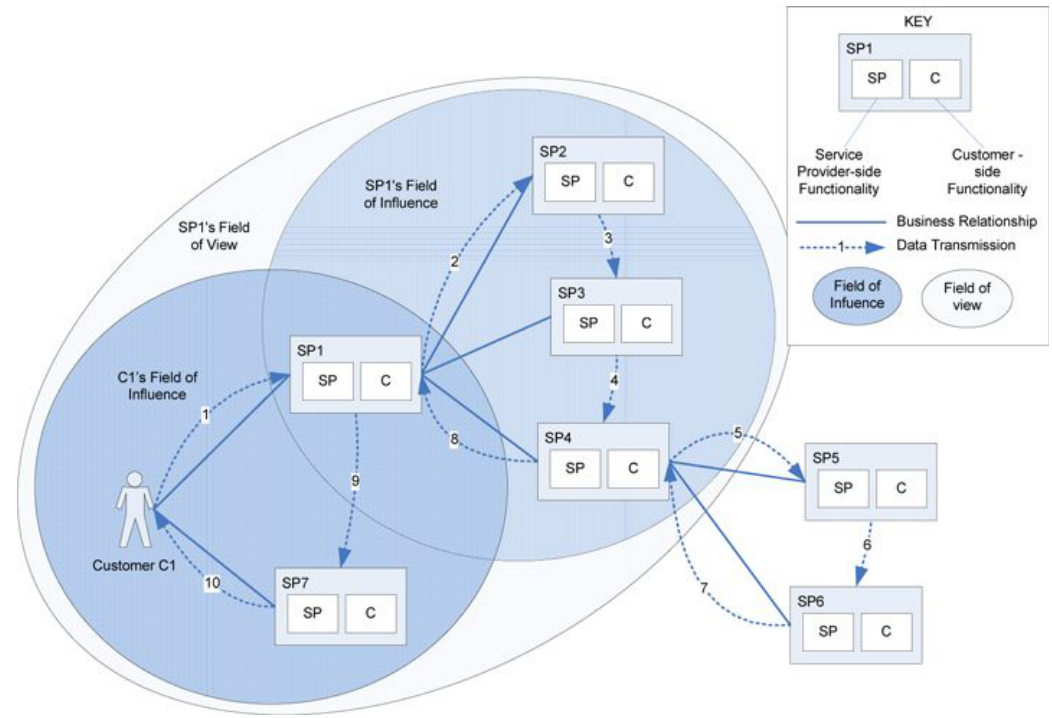 KEY
SP1
SP
C
Service
Provider-side
Functionality
Customer -
side
Functionality
Business Relationship
1
Data Transmission
Field of
Infuence
Field of
view
SP1's Field
of View
SP1's Field
of Influence
SP2
SP
C
2
3
SP3
SP
C
4
SP1
SP
C
C1's Field of
Influence
1
8
SP4
SP
C
5
SP5
SP
C
9
6
Customer C1
10
SP7
SP
C
7
SP6
SP
C